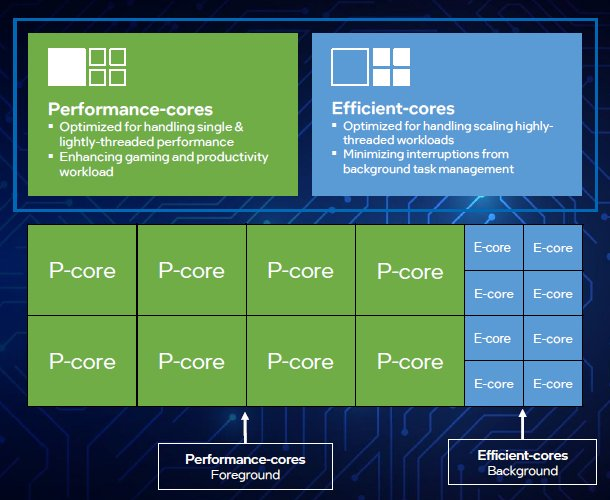 Performance-cores
▪ Optimized for handling single &
lightly-threaded performance
▪ Enhancing gaming and productivity
workload
Efficient-cores
▪ Optimized for handling scaling highly-
threaded workloads
▪ Minimizing interruptions from
background task management
P-core P-core P-core P-core
E-core E-core
E-core E-core
P-core P-core P-core P-core
E-core E-core
E-core E-core
Performance-cores
Foreground
Efficient-cores
Background